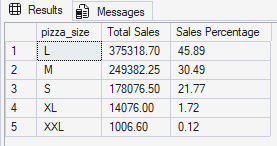 Results Messages
pizza_size Total Sales Sales Percentage
1 L 375318.70 45.89
2 M 249382.25 30.49
3 S 178076.50 21.77
4 XL 14076.00 1.72
5 XXL 1006.60 0.12